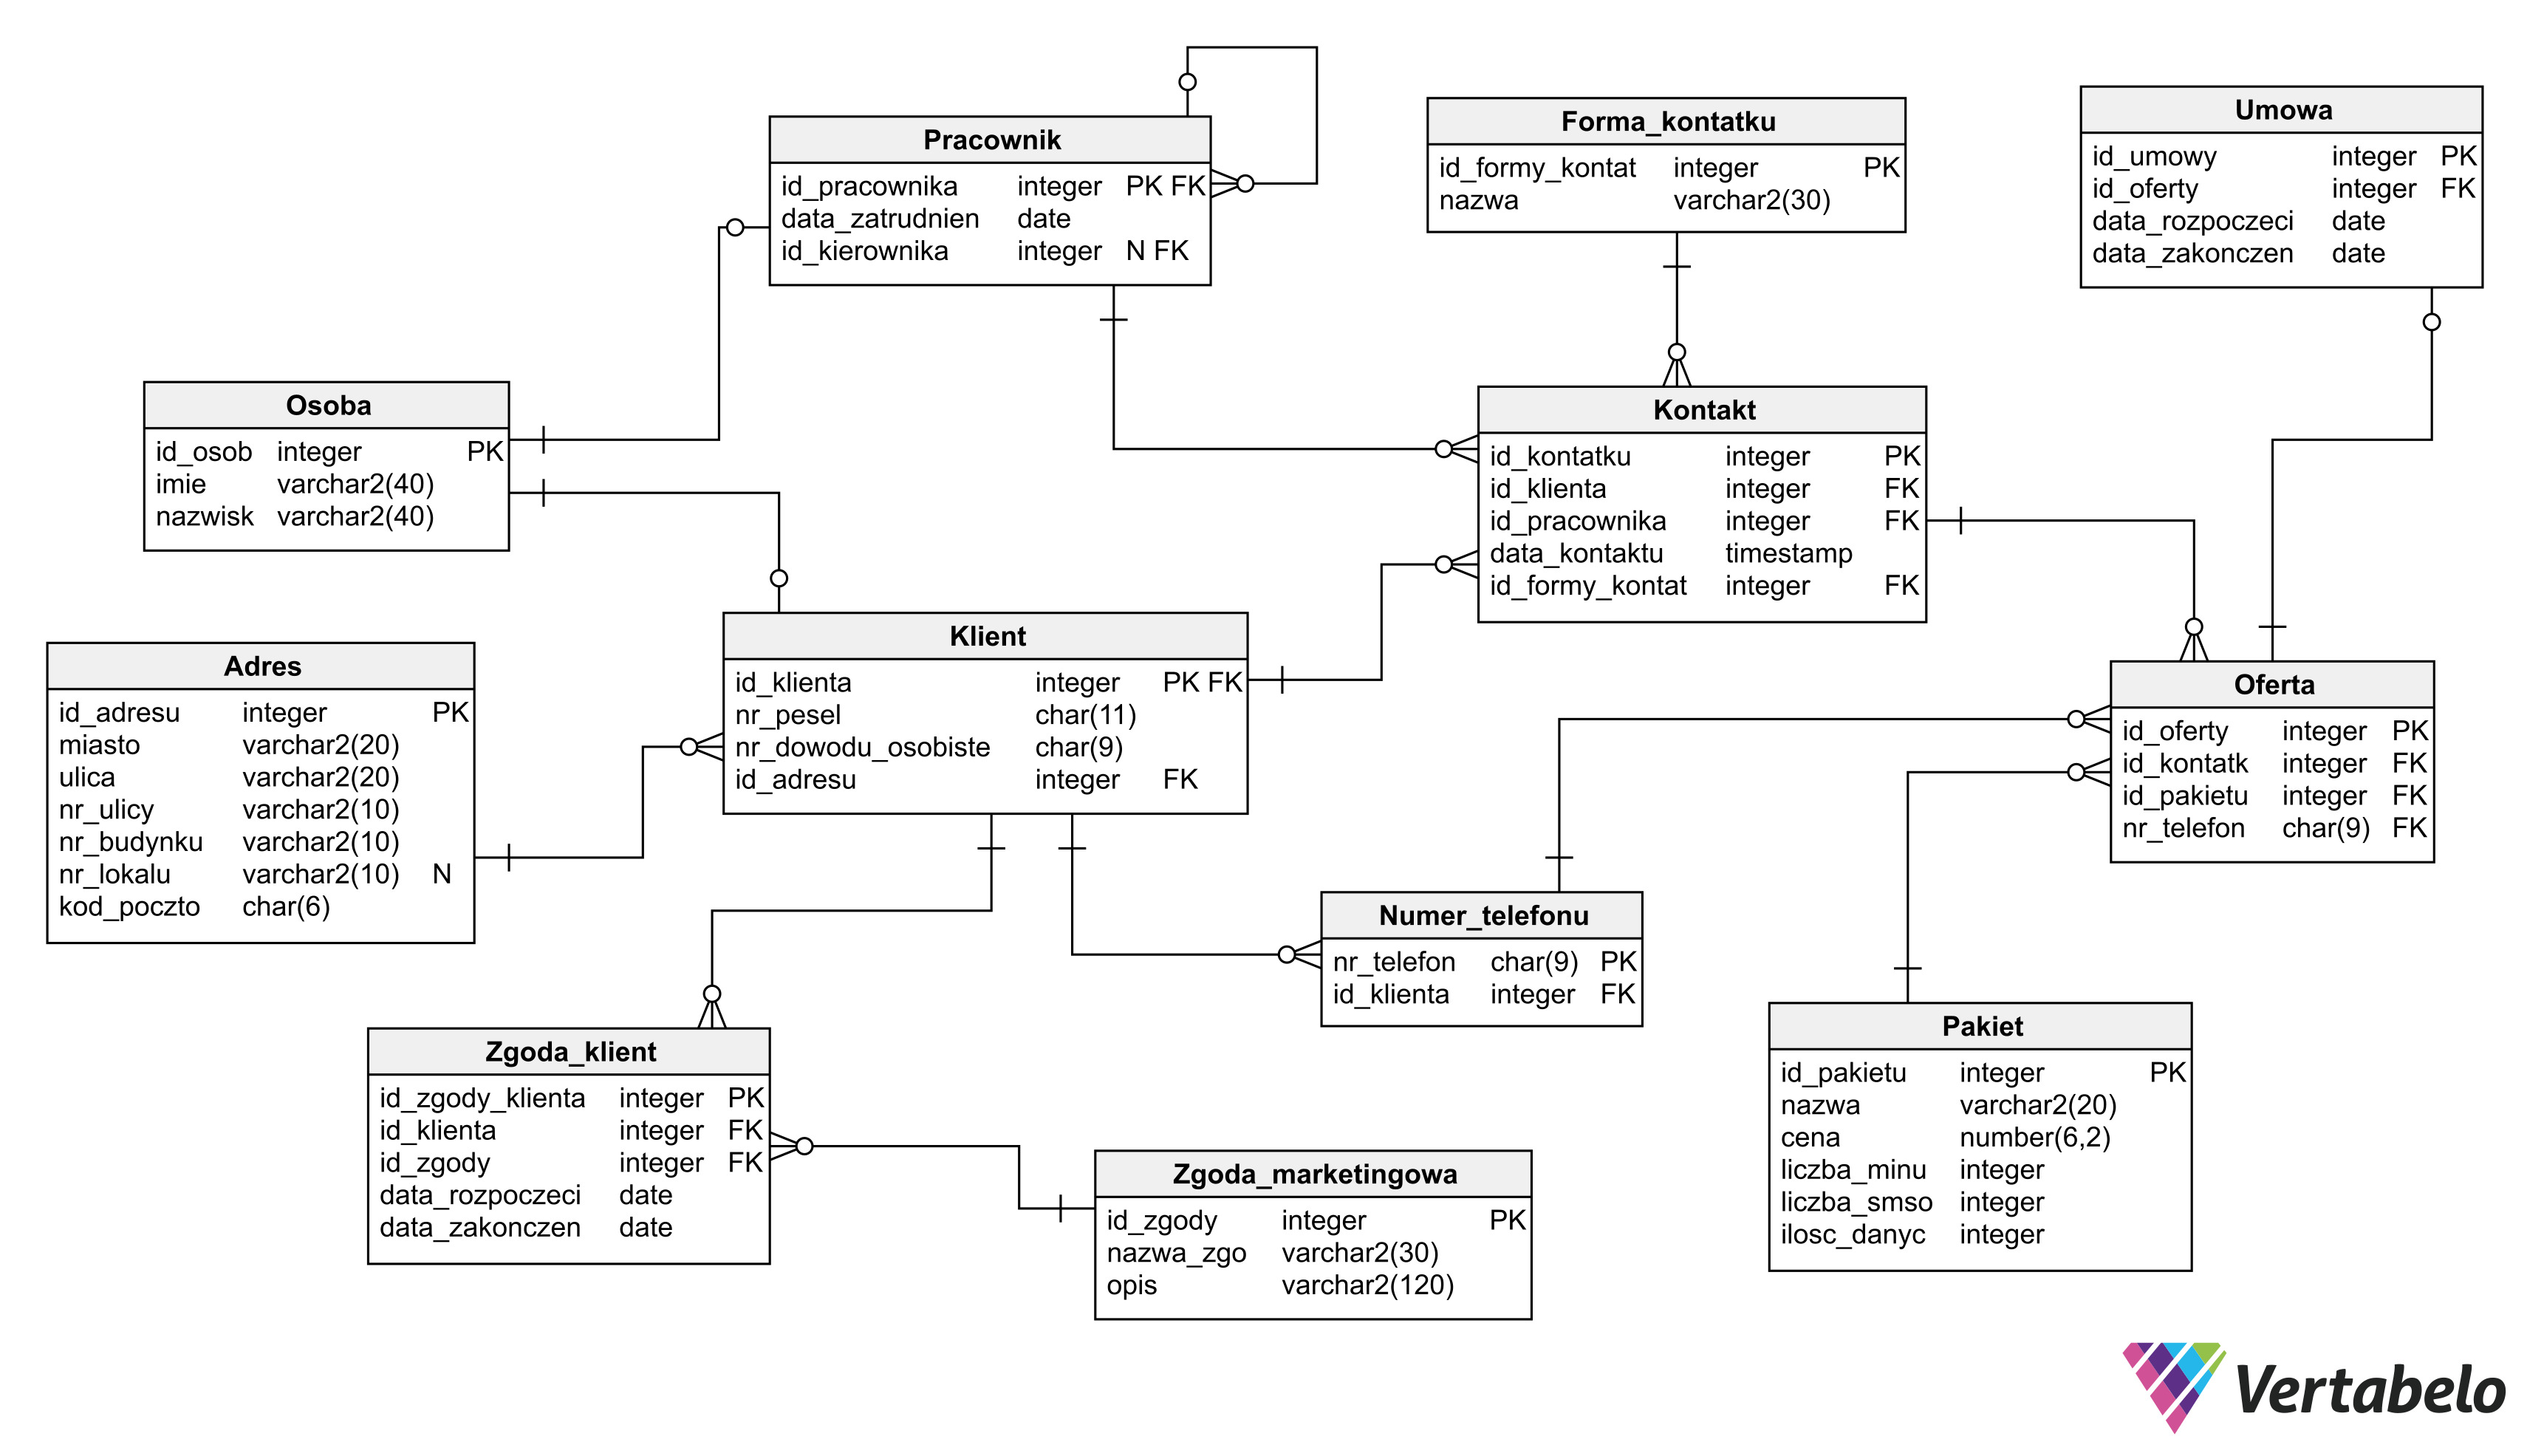 Pracownik
id_pracownika integer PK FK
data_zatrudnien date
id_kierownika integer N FK
Forma_kontatku
id_formy_kontat integer PK
nazwa varchar2(30)
Umowa
id_umowy integer PK
id_oferty integer FK
data_rozpoczeci date
data_zakonczen date
Osoba
id_osob integer PK
imie varchar2(40)
nazwisk varchar2(40)
Kontakt
id_kontatku integer PK
id_klienta integer FK
id_pracownika integer FK
data_kontaktu timestamp
id_formy_kontat integer FK
Adres
id_adresu integer PK
miasto varchar2(20)
ulica varchar2(20)
nr_ulicy varchar2(10)
nr_budynku varchar2(10)
nr_lokalu varchar2(10) N
kod_poczto char(6)
Klient
id_klienta integer PK FK
nr_pesel char(11)
nr_dowodu_osobiste char(9)
id_adresu integer FK
Oferta
id_oferty integer PK
id_kontatk integer FK
id_pakietu integer FK
nr_telefon char(9) FK
Numer_telefonu
nr_telefon char(9) PK
id_klienta integer FK
Zgoda_klient
id_zgody_klienta integer PK
id_klienta integer FK
id_zgody integer FK
data_rozpoczeci date
data_zakonczen date
Zgoda_marketingowa
id_zgody integer PK
nazwa_zgo varchar2(30)
opis varchar2(120)
Pakiet
id_pakietu integer PK
nazwa varchar2(20)
cena number(6,2)
liczba_minu integer
liczba_smso integer
ilosc_danyc integer
Vertabelo